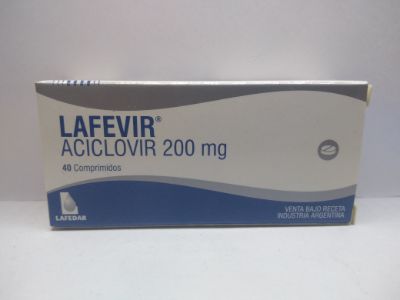 LAFEVIR®
ACICLOVIR 200 mg
40 Comprimidos
LAFEDAR
VENTA BAJO RECETA
INDUSTRIA ARGENTINA